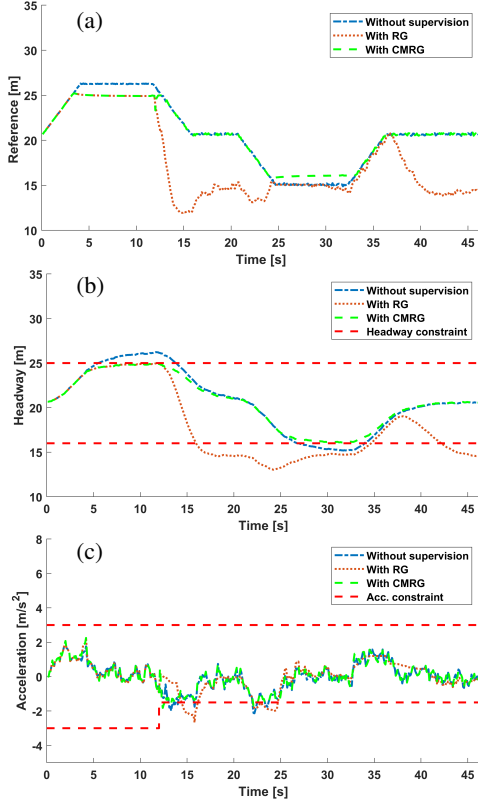 (a)
35
30
25
20
15
10
Reference [m]
Without supervision
With RG
With CMRG
0 5 10 15 20 25 30 35 40 45
Time [s]
(b)
35
30
25
20
15
10
Headway [m]
Without supervision
With RG
With CMRG
Headway constraint
0 5 10 15 20 25 30 35 40 45
Time [s]
(c)
8
6
4
2
0
-2
-4
Acceleration [m/s²]
Without supervision
With RG
With CMRG
Acc. constraint
0 5 10 15 20 25 30 35 40 45
Time [s]